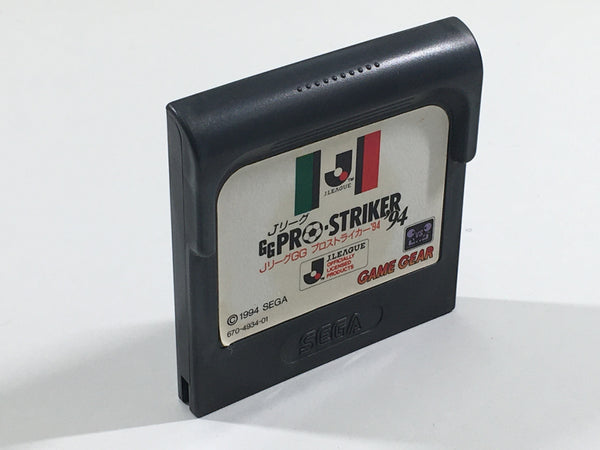 J.LEAGUE
Jリーグ
GG PRO・STRIKER '94
JリーグGG プロストライカー'94
J.LEAGUE
OFFICIALLY
LICENSED
PRODUCTS
GAME GEAR
© 1994 SEGA
670-4934-01
SEGA